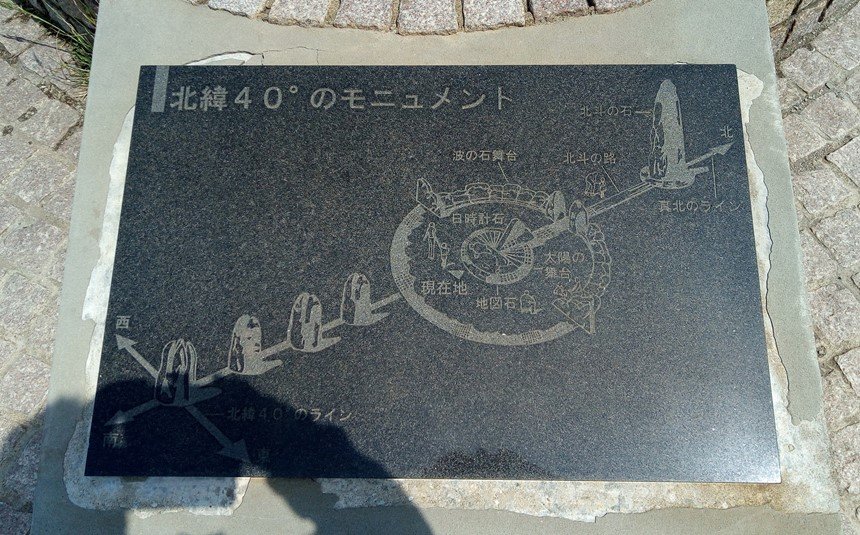 北緯40°のモニュメント
北斗の石
北
波の石舞台
北斗の路
真北のライン
日時計石
太陽の
舞台
現在地
地図石
西
北緯40°のライン
南
東